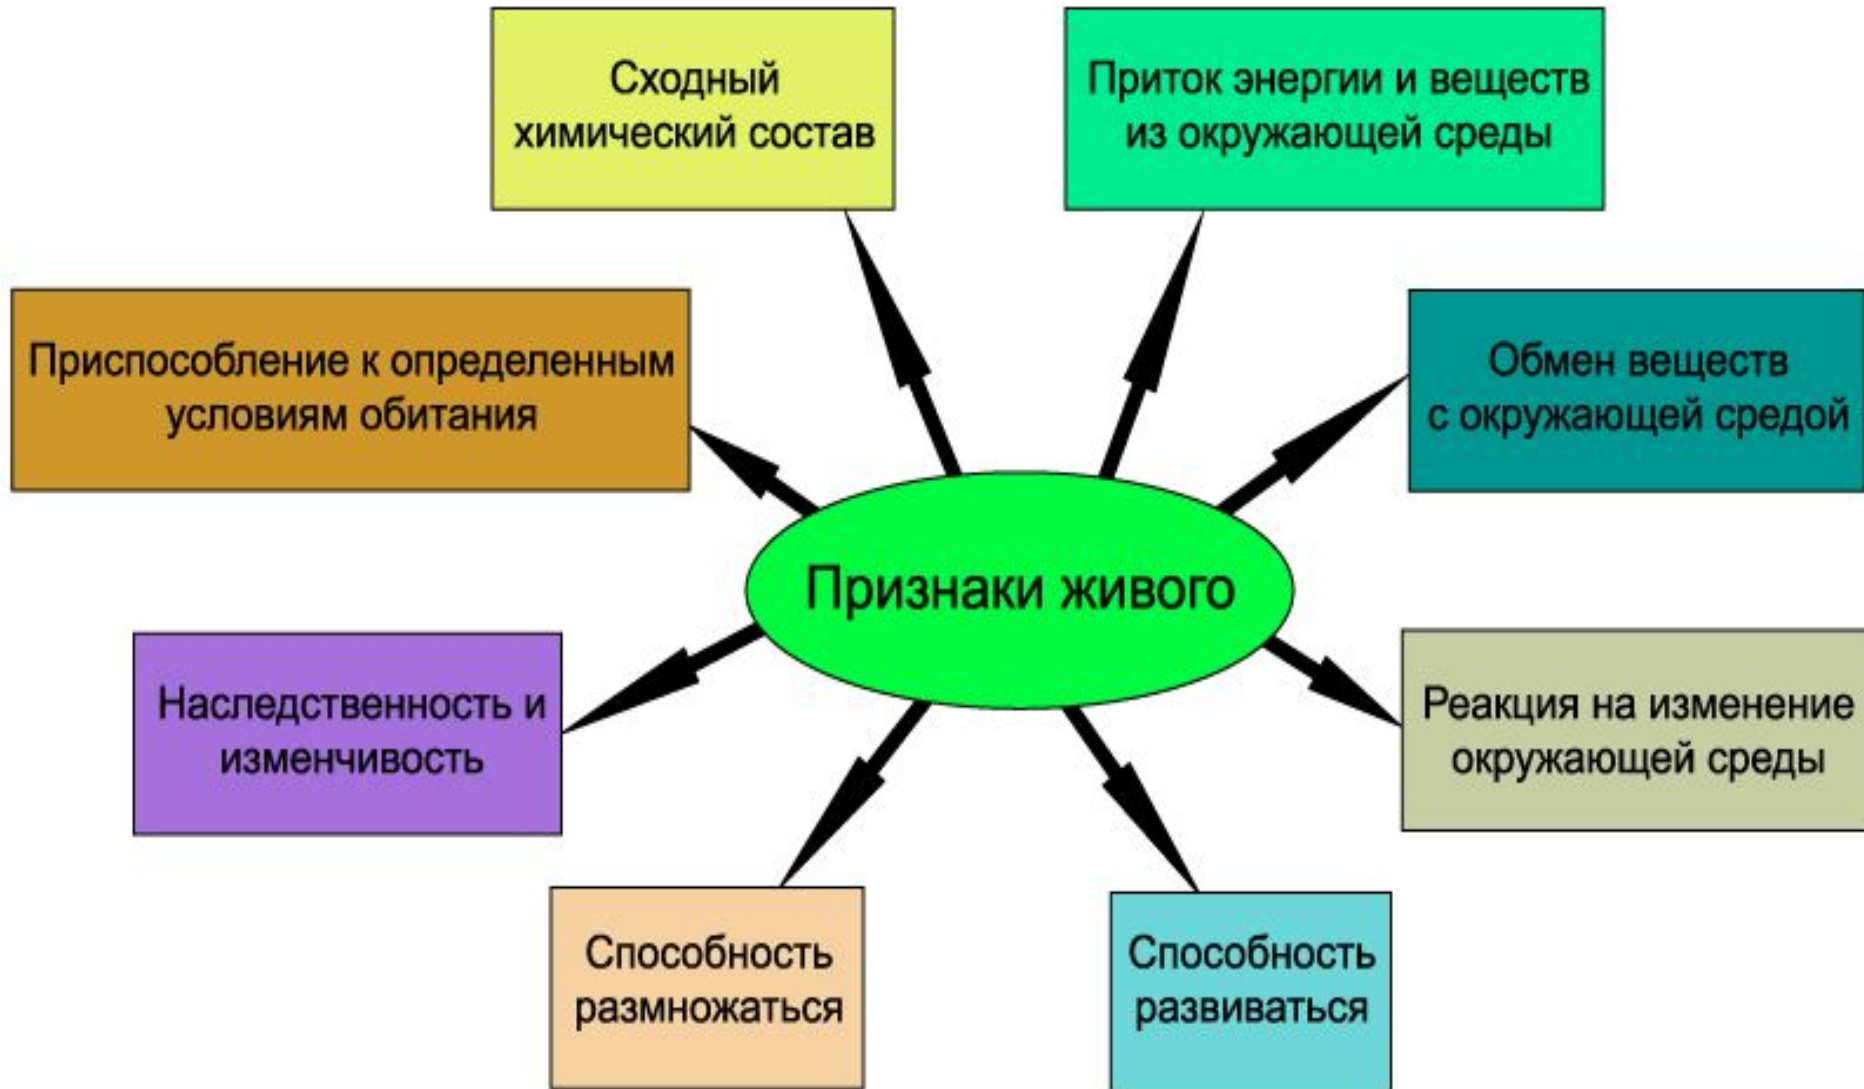 Сходный
химический состав
Приток энергии и веществ
из окружающей среды
Приспособление к определенным
условиям обитания
Обмен веществ
с окружающей средой
Признаки живого
Наследственность и
изменчивость
Реакция на изменение
окружающей среды
Способность
размножаться
Способность
развиваться